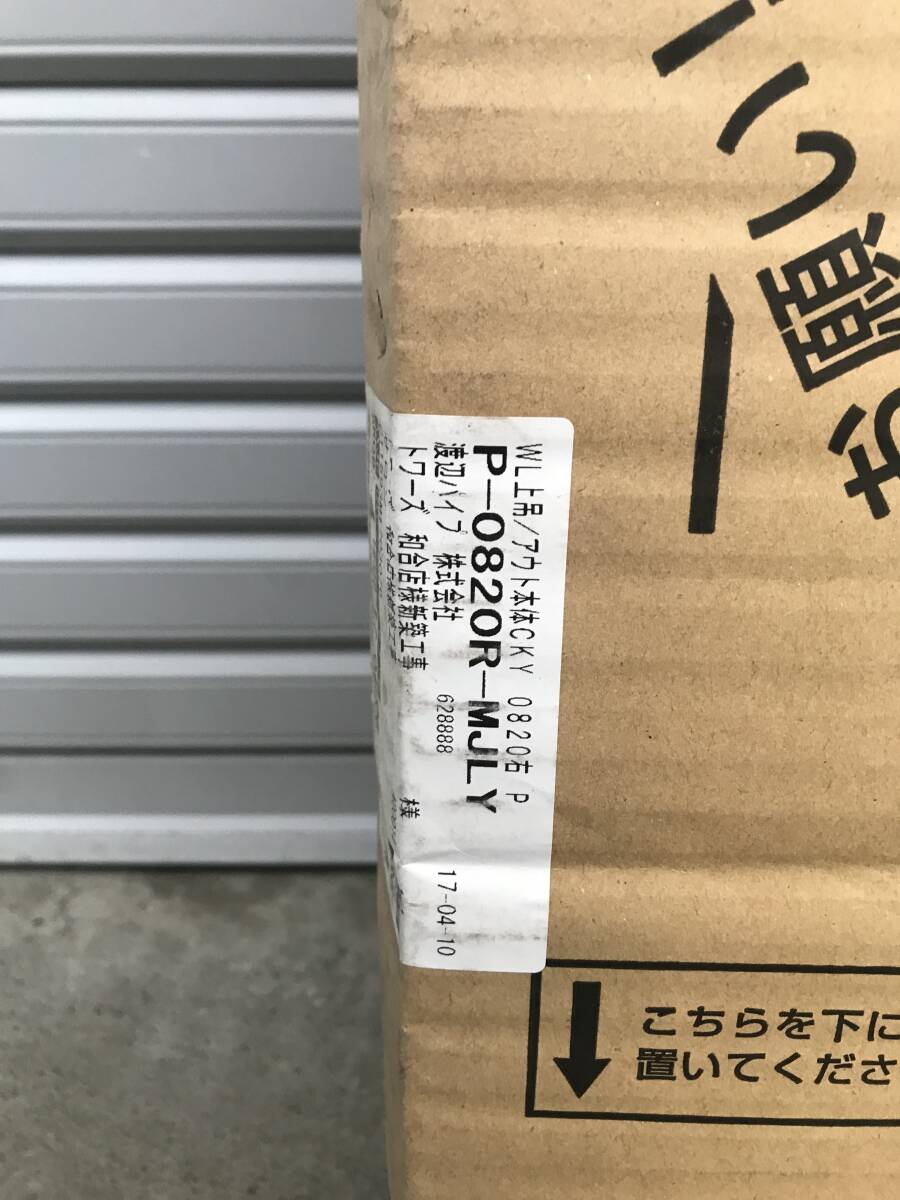 お願い
WL上吊/アウト本体CKY 0820右 P
P-0820R-MJLY
渡辺パイプ 株式会社 628888 17-04-10
トワーズ 和合店様新築工事 様
こちらを下に
置いてくださ